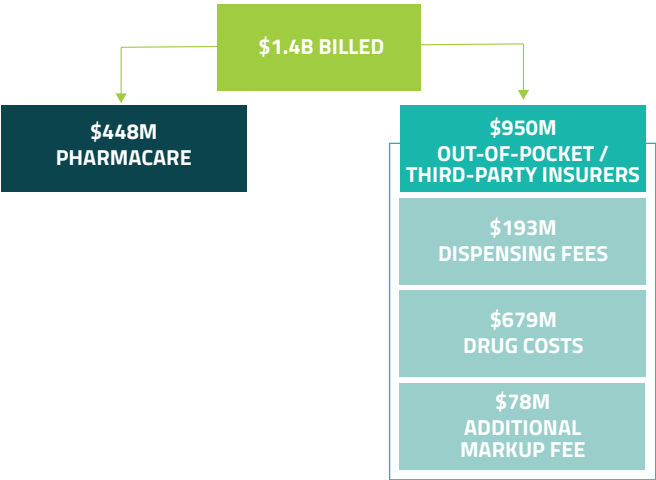 $1.4B BILLED
$448M
PHARMACARE
$950M
OUT-OF-POCKET /
THIRD-PARTY INSURERS
$193M
DISPENSING FEES
$679M
DRUG COSTS
$78M
ADDITIONAL
MARKUP FEE